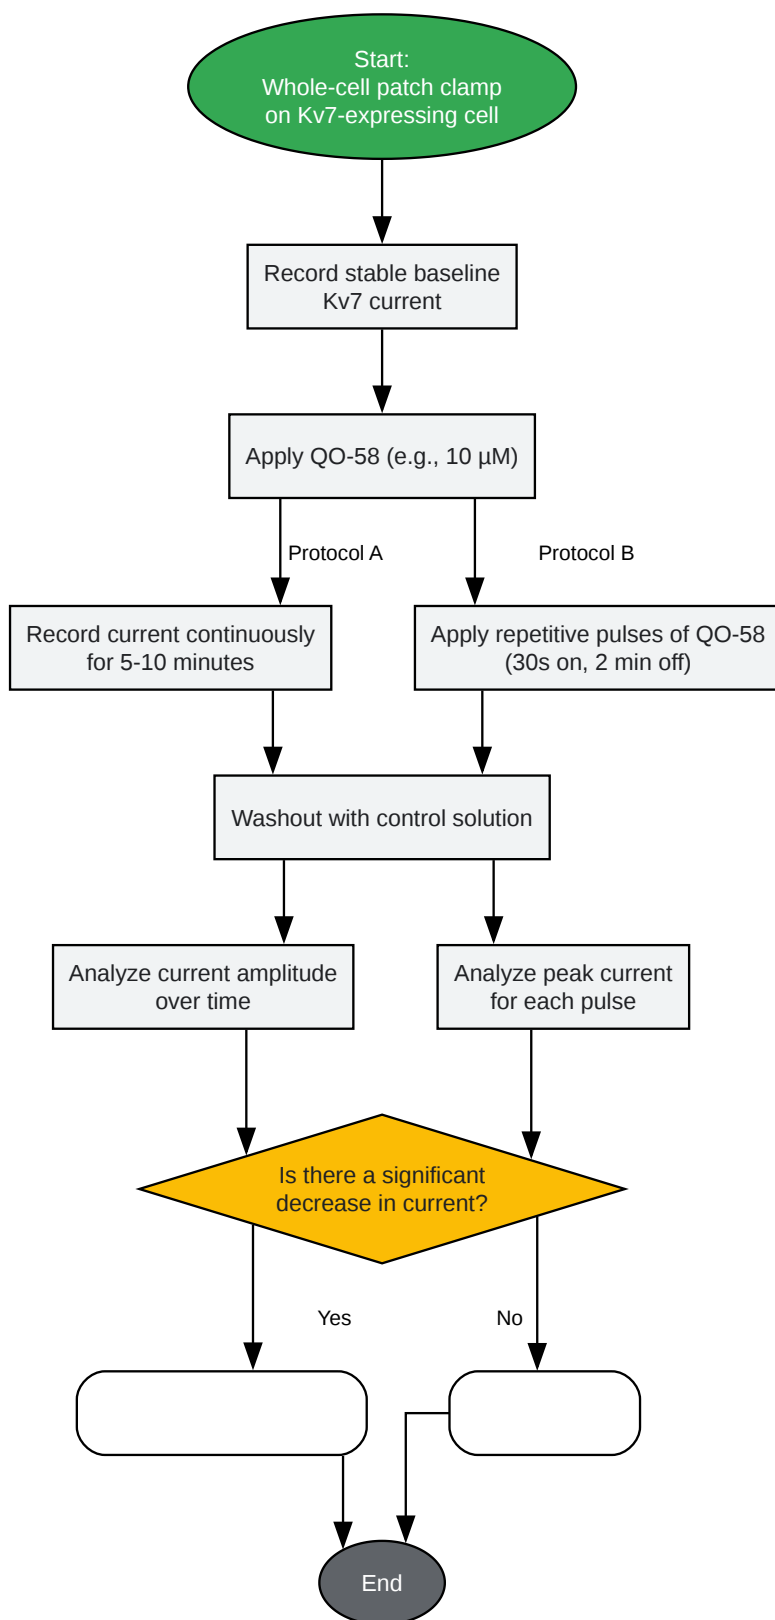 Start:
Whole-cell patch clamp
on Kv7-expressing cell
Record stable baseline
Kv7 current
Apply QO-58 (e.g., 10 µM)
Protocol A
Protocol B
Record current continuously
for 5-10 minutes
Apply repetitive pulses of QO-58
(30s on, 2 min off)
Washout with control solution
Analyze current amplitude
over time
Analyze peak current
for each pulse
Is there a significant
decrease in current?
Yes
No
End